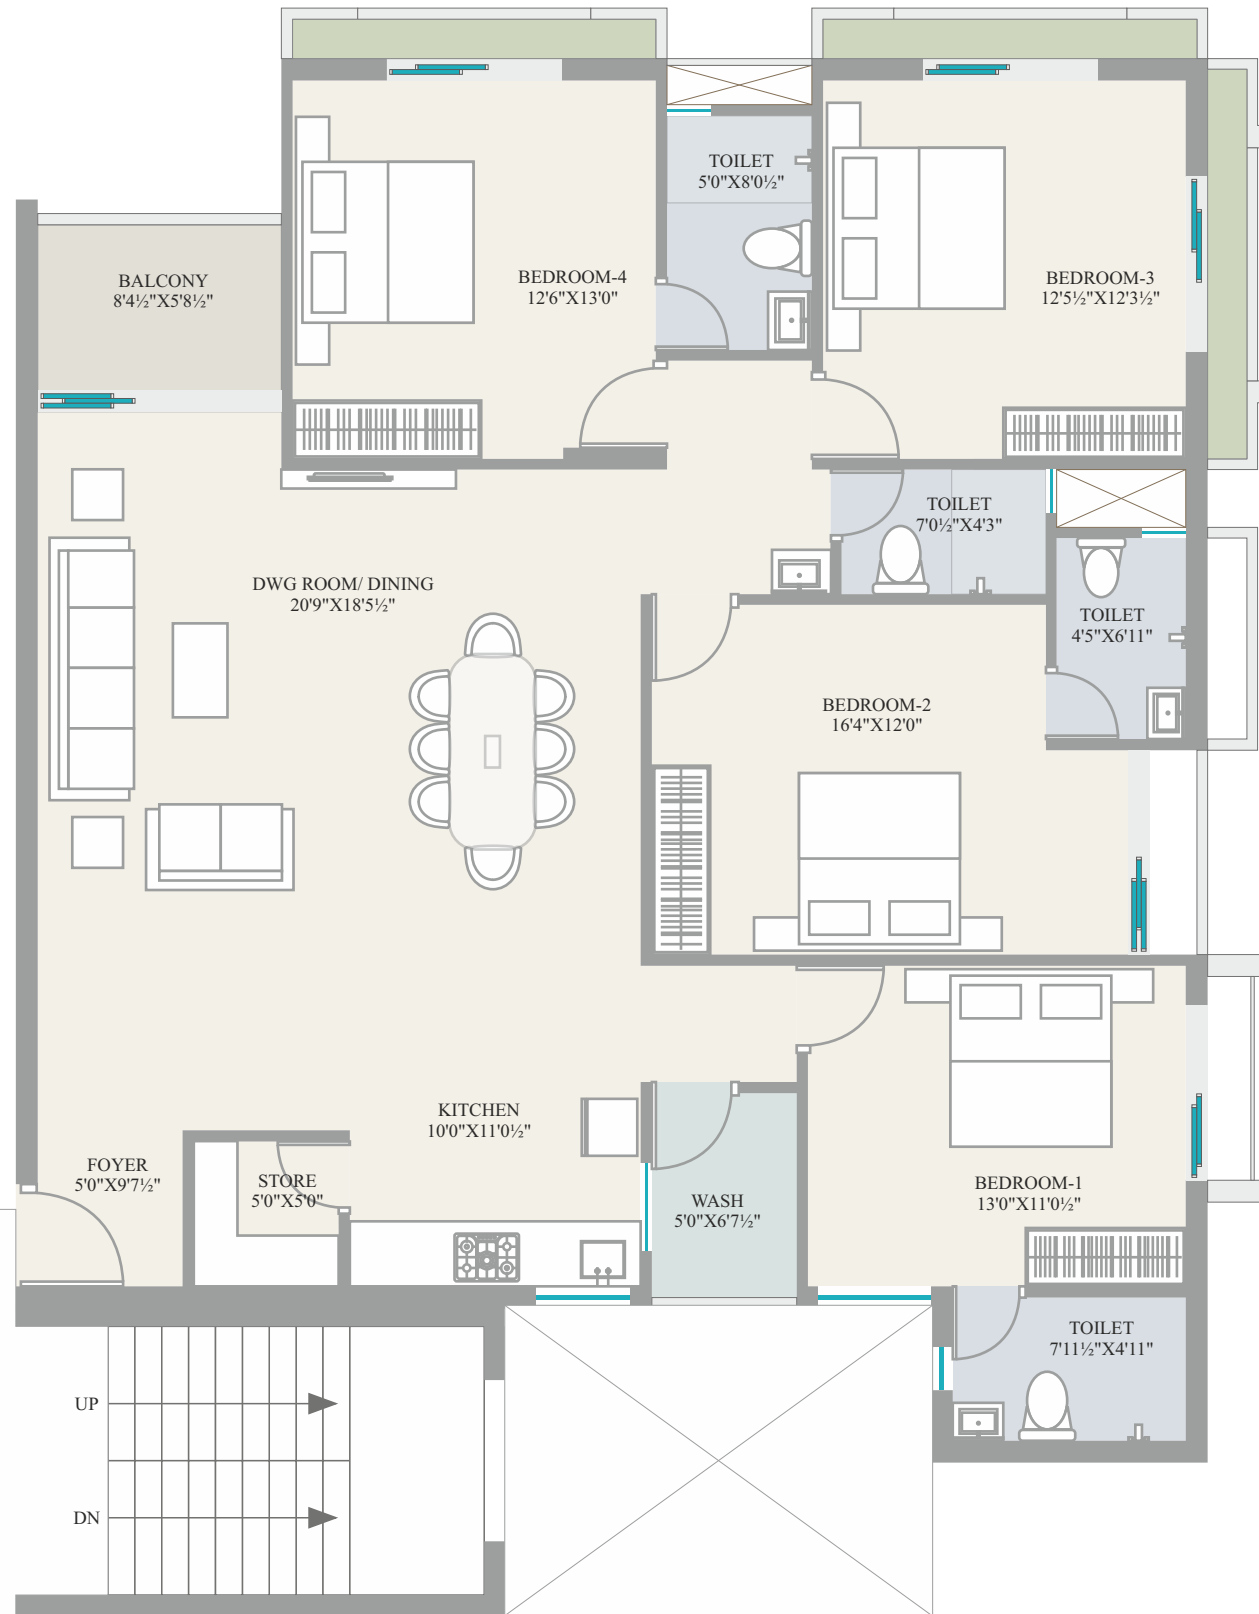 TOILET
5'0"X8'0½"
BEDROOM-4
12'6"X13'0"
BEDROOM-3
12'5½"X12'3½"
BALCONY
8'4½"X5'8½"
TOILET
7'0½"X4'3"
DWG ROOM/ DINING
20'9"X18'5½"
TOILET
4'5"X6'11"
BEDROOM-2
16'4"X12'0"
KITCHEN
10'0"X11'0½"
FOYER
5'0"X9'7½"
STORE
5'0"X5'0"
WASH
5'0"X6'7½"
BEDROOM-1
13'0"X11'0½"
TOILET
7'11½"X4'11"
UP
DN